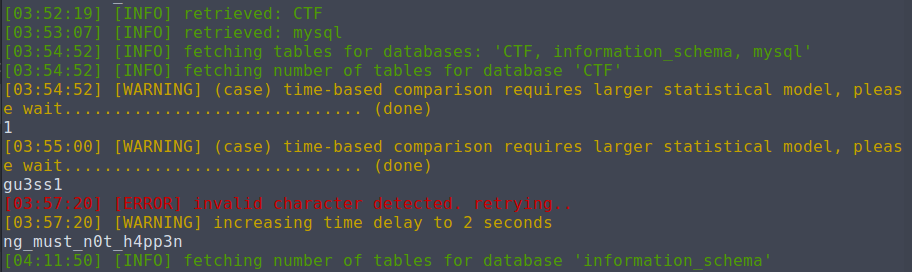 [03:52:19] [INFO] retrieved: CTF
[03:53:07] [INFO] retrieved: mysql
[03:54:52] [INFO] fetching tables for databases: 'CTF, information_schema, mysql'
[03:54:52] [INFO] fetching number of tables for database 'CTF'
[03:54:52] [WARNING] (case) time-based comparison requires larger statistical model, pleas
e wait.............................. (done)
1
[03:55:00] [WARNING] (case) time-based comparison requires larger statistical model, pleas
e wait.............................. (done)
gu3ss1
[03:57:20] [ERROR] invalid character detected. retrying..
[03:57:20] [WARNING] increasing time delay to 2 seconds
ng_must_n0t_h4pp3n
[04:11:50] [INFO] fetching number of tables for database 'information_schema'